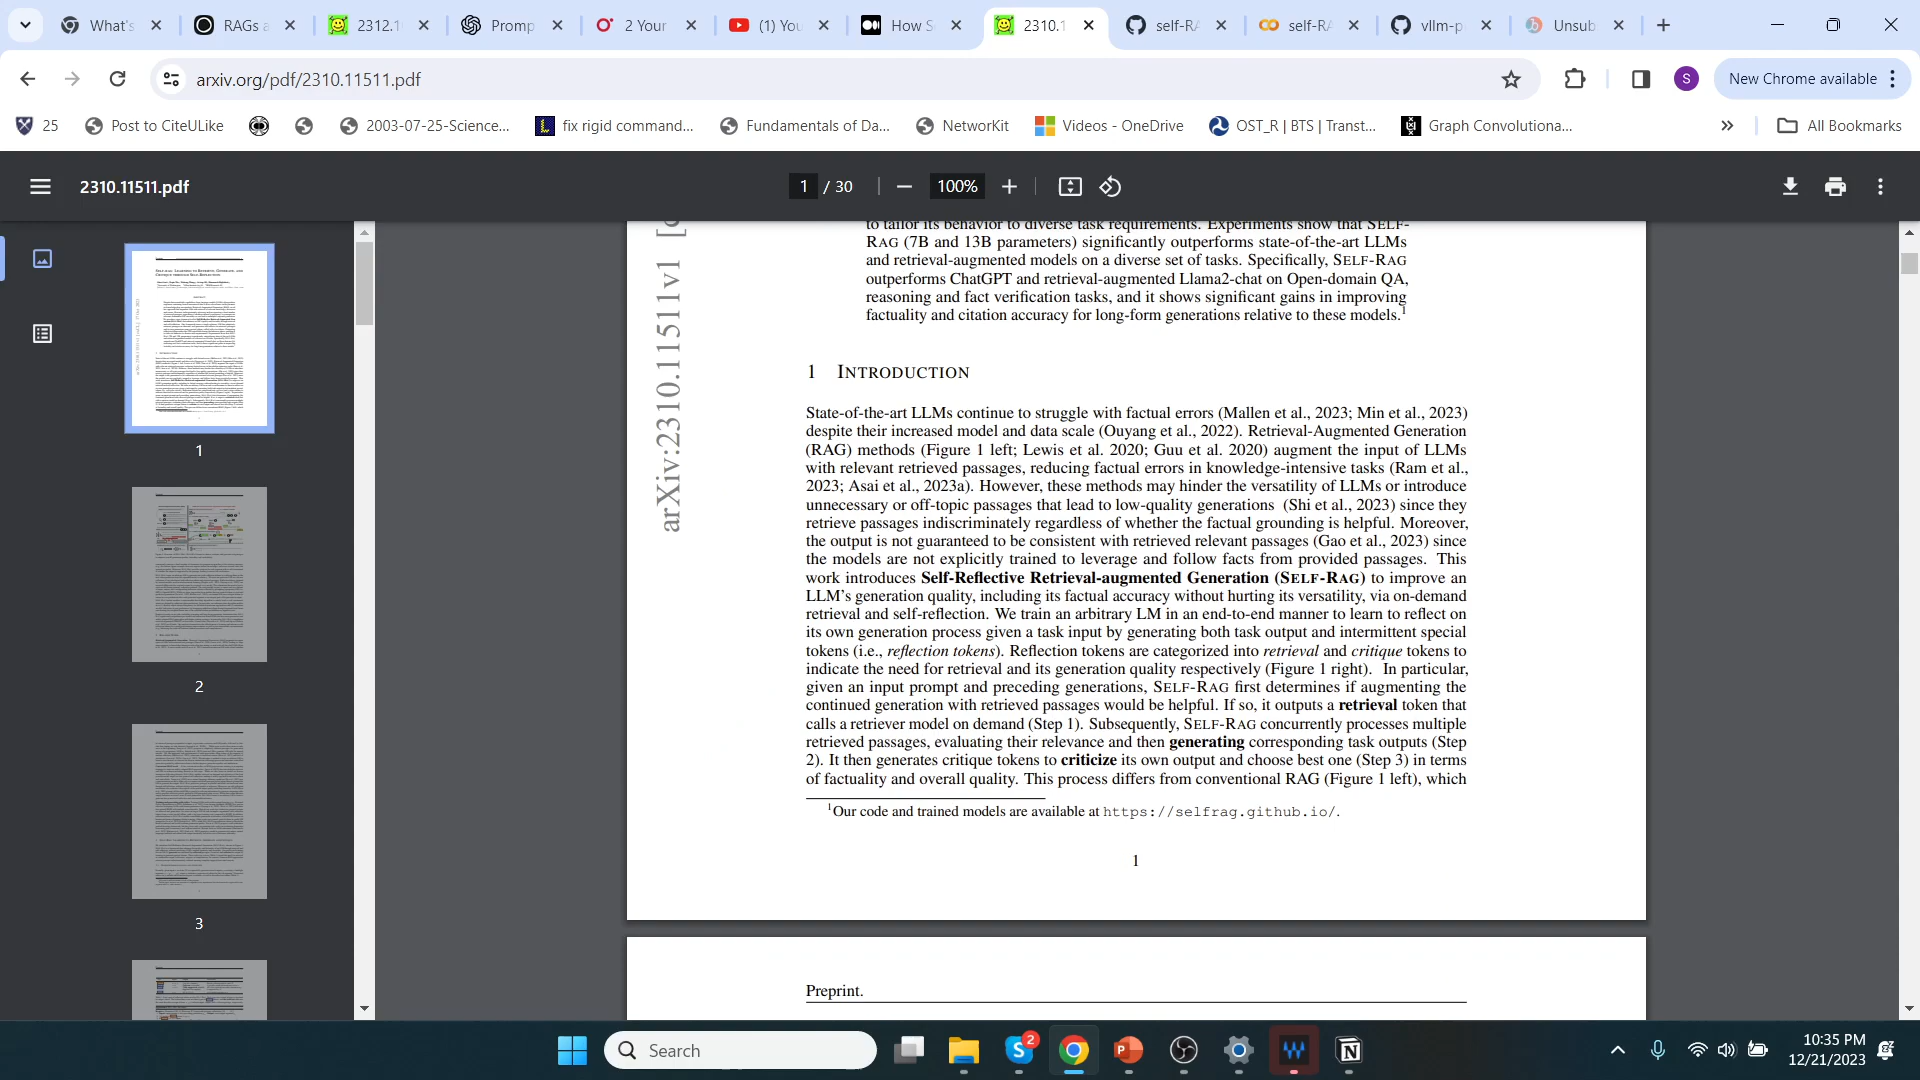 What's
RAGs a
2312.1
Promp
2 Your
(1) You
How S
2310.1
self-RA
self-RA
vllm-p
Unsub
arxiv.org/pdf/2310.11511.pdf
S
New Chrome available
25
Post to CiteULike
2003-07-25-Science...
fix rigid command...
Fundamentals of Da...
NetworKit
Videos - OneDrive
OST_R | BTS | Transt...
Graph Convolutiona...
All Bookmarks
2310.11511.pdf
1 / 30
100%
1
2
3
arXiv:2310.11511v1 [c
to tailor its behavior to diverse task requirements. Experiments show that SELF-
RAG (7B and 13B parameters) significantly outperforms state-of-the-art LLMs
and retrieval-augmented models on a diverse set of tasks. Specifically, SELF-RAG
outperforms ChatGPT and retrieval-augmented Llama2-chat on Open-domain QA,
reasoning and fact verification tasks, and it shows significant gains in improving
factuality and citation accuracy for long-form generations relative to these models.1
1 INTRODUCTION
State-of-the-art LLMs continue to struggle with factual errors (Mallen et al., 2023; Min et al., 2023)
despite their increased model and data scale (Ouyang et al., 2022). Retrieval-Augmented Generation
(RAG) methods (Figure 1 left; Lewis et al. 2020; Guu et al. 2020) augment the input of LLMs
with relevant retrieved passages, reducing factual errors in knowledge-intensive tasks (Ram et al.,
2023; Asai et al., 2023a). However, these methods may hinder the versatility of LLMs or introduce
unnecessary or off-topic passages that lead to low-quality generations (Shi et al., 2023) since they
retrieve passages indiscriminately regardless of whether the factual grounding is helpful. Moreover,
the output is not guaranteed to be consistent with retrieved relevant passages (Gao et al., 2023) since
the models are not explicitly trained to leverage and follow facts from provided passages. This
work introduces Self-Reflective Retrieval-augmented Generation (SELF-RAG) to improve an
LLM's generation quality, including its factual accuracy without hurting its versatility, via on-demand
retrieval and self-reflection. We train an arbitrary LM in an end-to-end manner to learn to reflect on
its own generation process given a task input by generating both task output and intermittent special
tokens (i.e., reflection tokens). Reflection tokens are categorized into retrieval and critique tokens to
indicate the need for retrieval and its generation quality respectively (Figure 1 right). In particular,
given an input prompt and preceding generations, SELF-RAG first determines if augmenting the
continued generation with retrieved passages would be helpful. If so, it outputs a retrieval token that
calls a retriever model on demand (Step 1). Subsequently, SELF-RAG concurrently processes multiple
retrieved passages, evaluating their relevance and then generating corresponding task outputs (Step
2). It then generates critique tokens to criticize its own output and choose best one (Step 3) in terms
of factuality and overall quality. This process differs from conventional RAG (Figure 1 left), which
1Our code and trained models are available at https://selfrag.github.io/.
1
Preprint.
Search
2
10:35 PM
12/21/2023